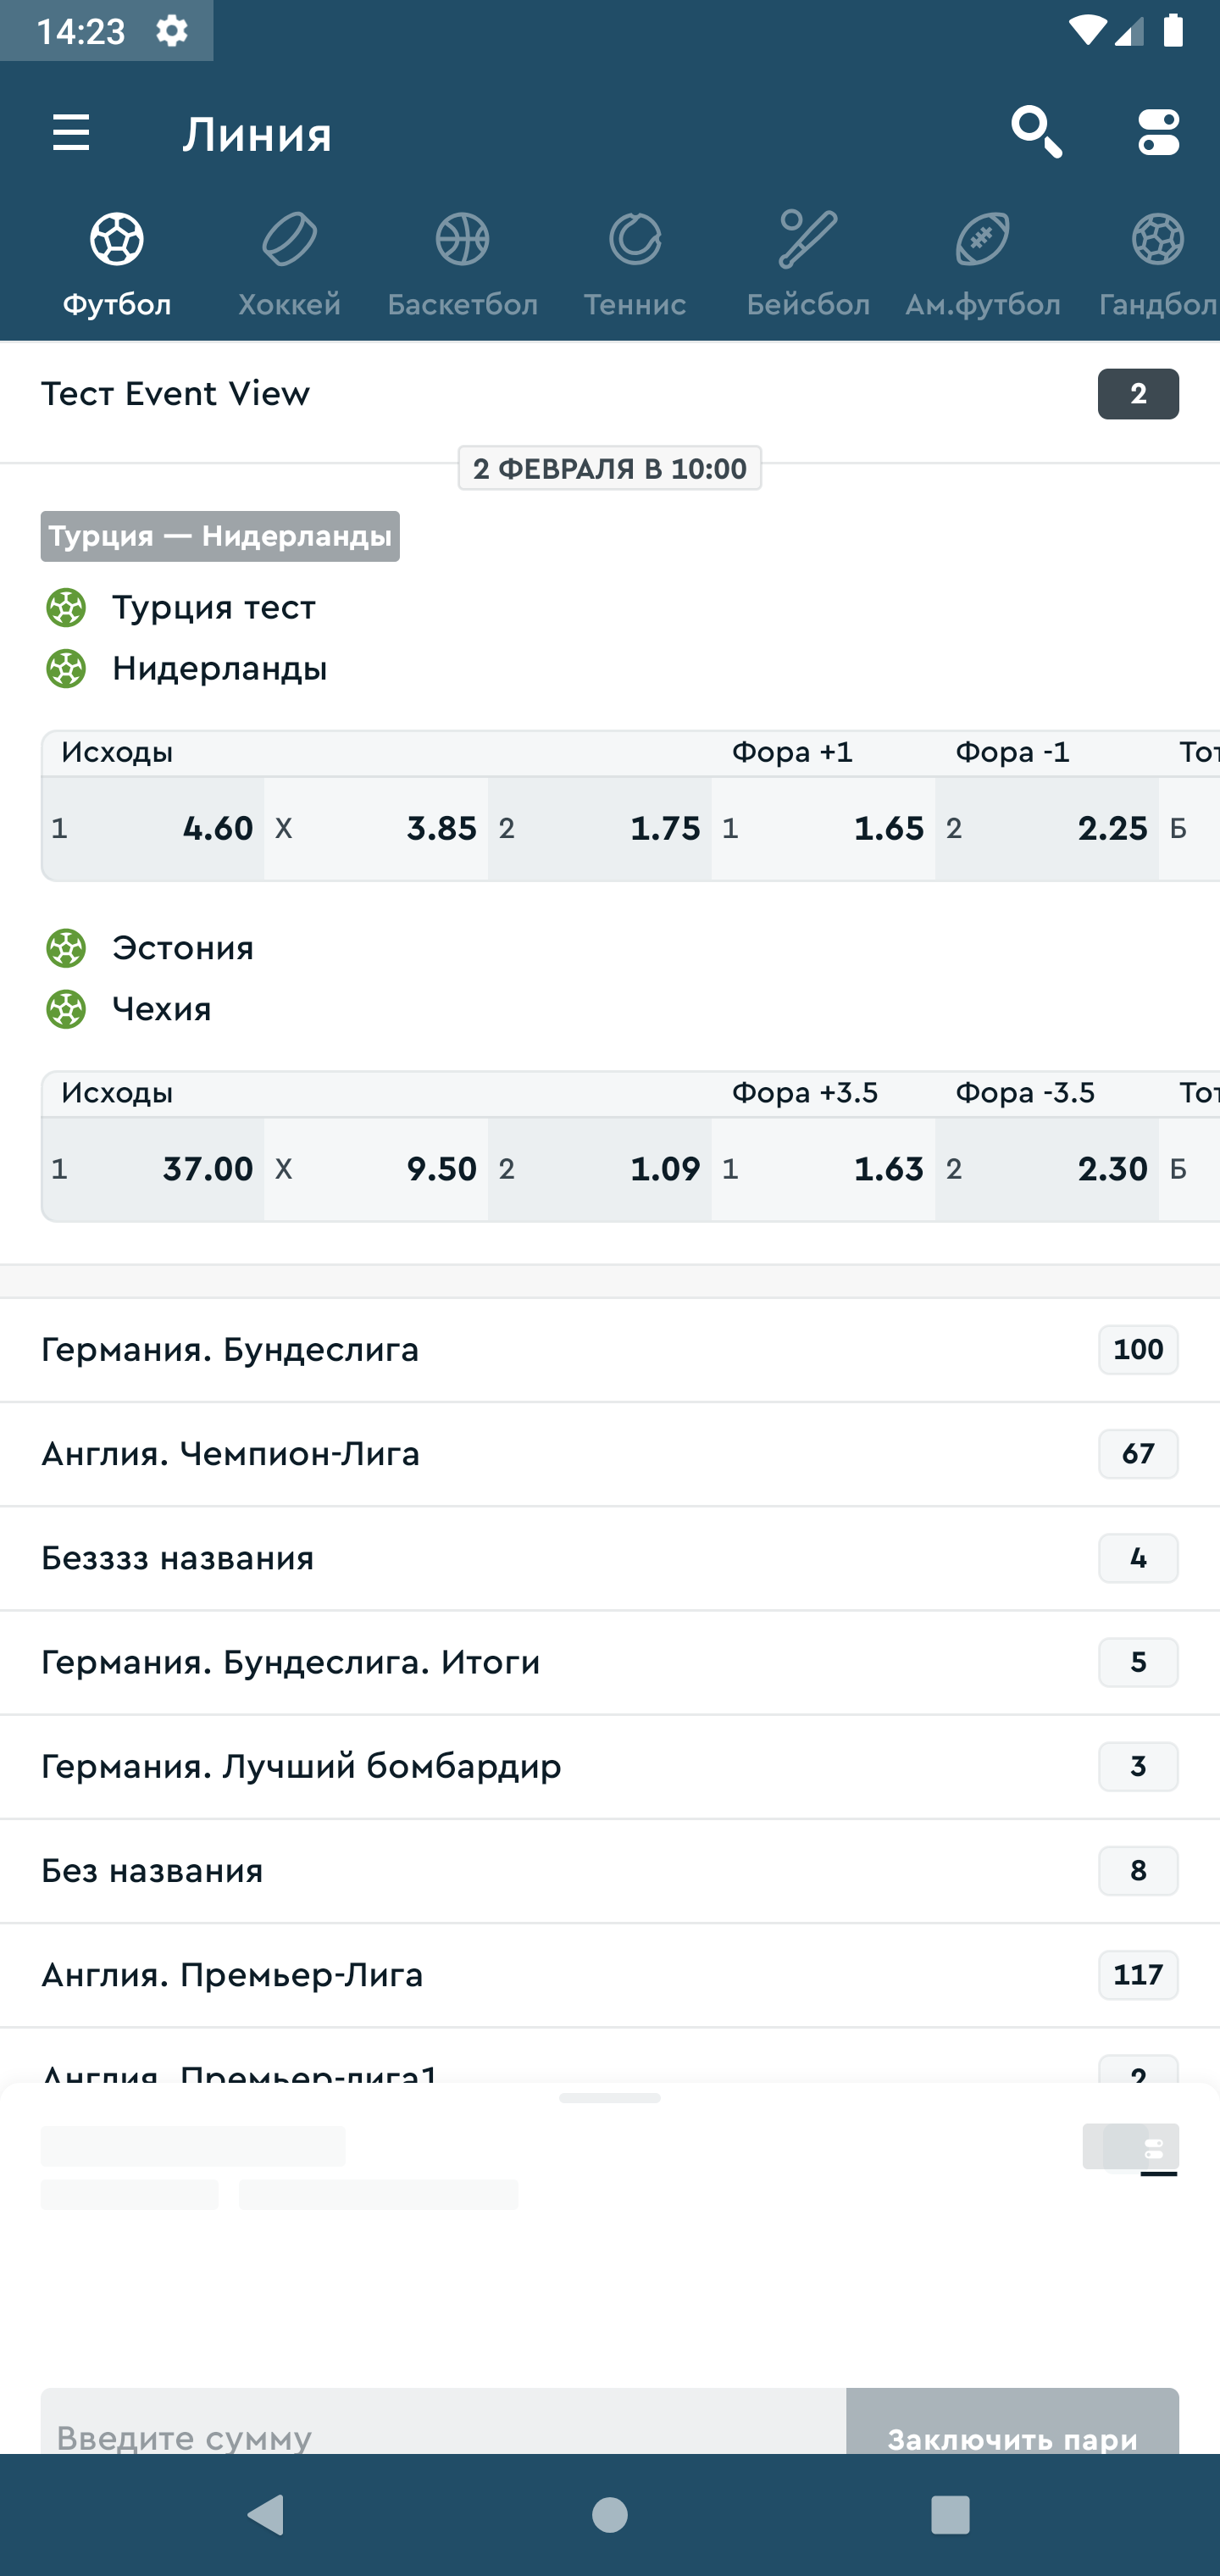 14:23
Линия
Футбол Хоккей Баскетбол Теннис Бейсбол Ам.футбол Гандбол
Тест Event View 2
2 ФЕВРАЛЯ В 10:00
Турция — Нидерланды
Турция тест
Нидерланды
Исходы Фора +1 Фора -1 Тот
1 4.60 X 3.85 2 1.75 1 1.65 2 2.25 Б
Эстония
Чехия
Исходы Фора +3.5 Фора -3.5 Тот
1 37.00 X 9.50 2 1.09 1 1.63 2 2.30 Б
Германия. Бундеслига 100
Англия. Чемпион-Лига 67
Безззз названия 4
Германия. Бундеслига. Итоги 5
Германия. Лучший бомбардир 3
Без названия 8
Англия. Премьер-Лига 117
Англия. Премьер-лига1 2
Введите сумму Заключить пари